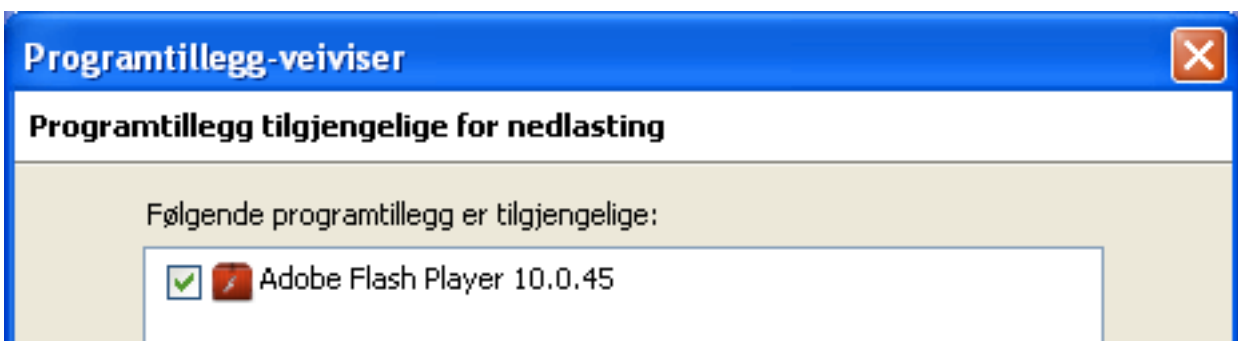 Programtillegg-veiviser
Programtillegg tilgjengelige for nedlasting
Følgende programtillegg er tilgjengelige:
Adobe Flash Player 10.0.45